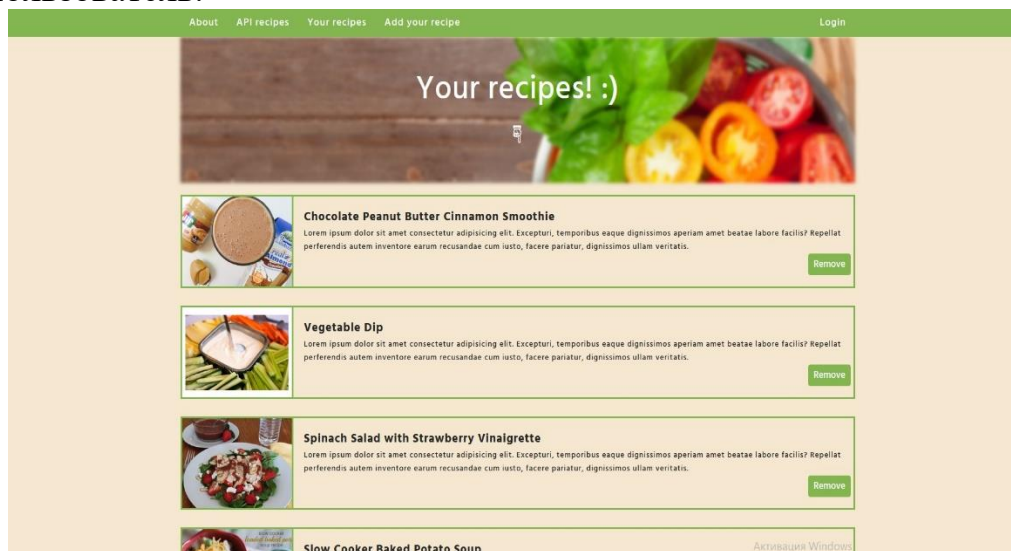 About API recipes Your recipes Add your recipe Login
Your recipes! :)
Chocolate Peanut Butter Cinnamon Smoothie
Lorem ipsum dolor sit amet consectetur adipisicing elit. Excepturi, temporibus eaque dignissimos aperiam amet beatae labore facilis? Repellat
perferendis autem inventore earum recusandae cum iusto, facere pariatur, dignissimos ullam veritatis.
Remove
Vegetable Dip
Lorem ipsum dolor sit amet consectetur adipisicing elit. Excepturi, temporibus eaque dignissimos aperiam amet beatae labore facilis? Repellat
perferendis autem inventore earum recusandae cum iusto, facere pariatur, dignissimos ullam veritatis.
Remove
Spinach Salad with Strawberry Vinaigrette
Lorem ipsum dolor sit amet consectetur adipisicing elit. Excepturi, temporibus eaque dignissimos aperiam amet beatae labore facilis? Repellat
perferendis autem inventore earum recusandae cum iusto, facere pariatur, dignissimos ullam veritatis.
Remove
Slow Cooker Baked Potato Soup
Активация Windows